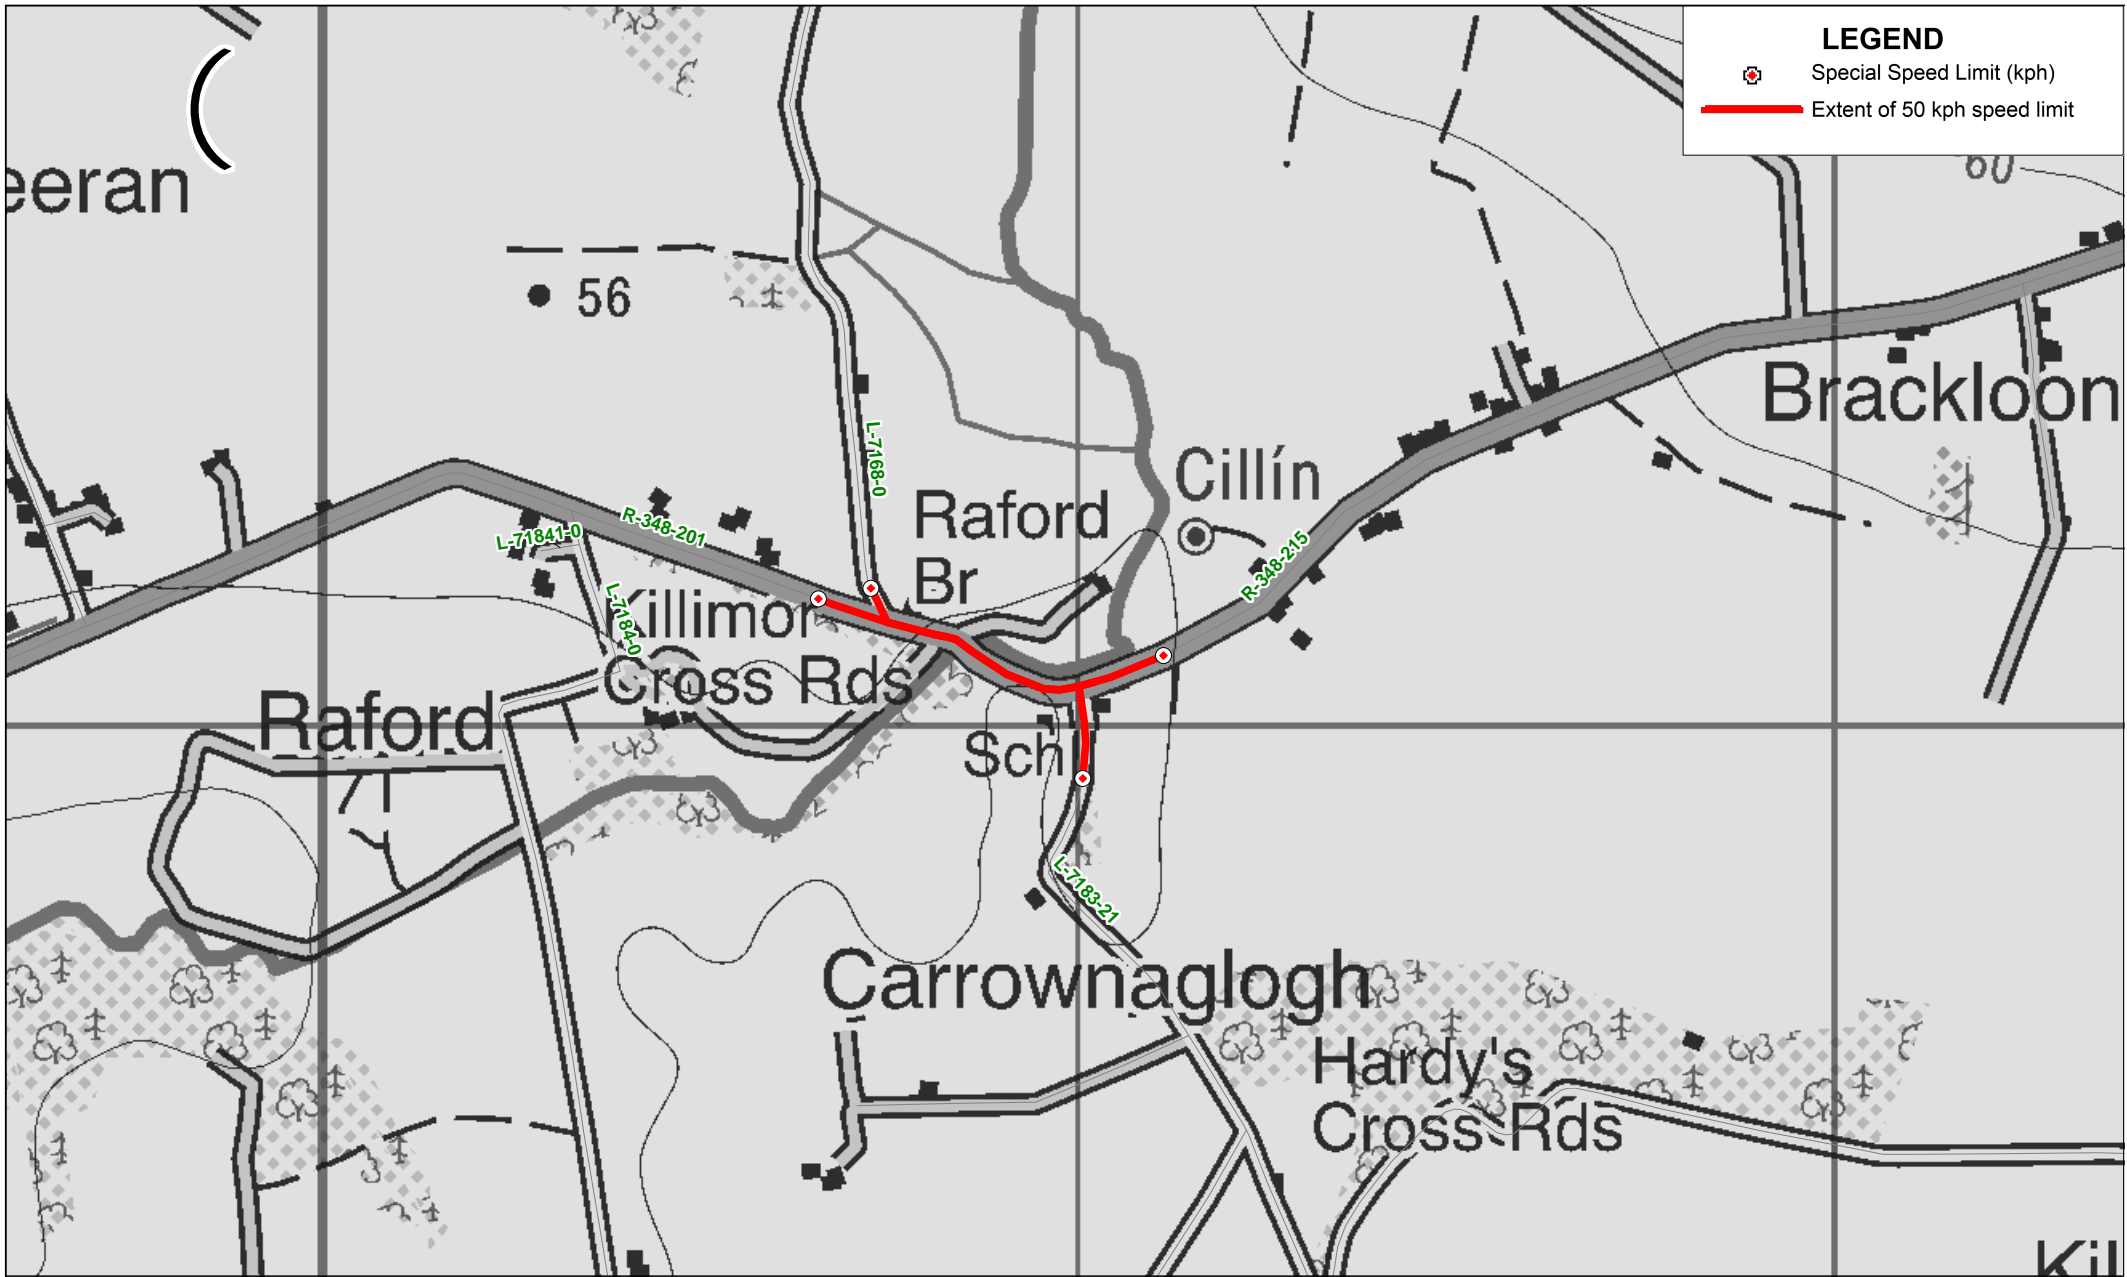 LEGEND
Special Speed Limit (kph)
Extent of 50 kph speed limit
60
eeran
56
Brackloon
L-7168-0
Cillín
Raford
Br
R-348-201
L-71841-0
R-348-215
L-7184-0
Killimor
Cross Rds
Raford
Sch
L-7183-21
Carrownaglogh
Hardy's
Cross Rds
Kil